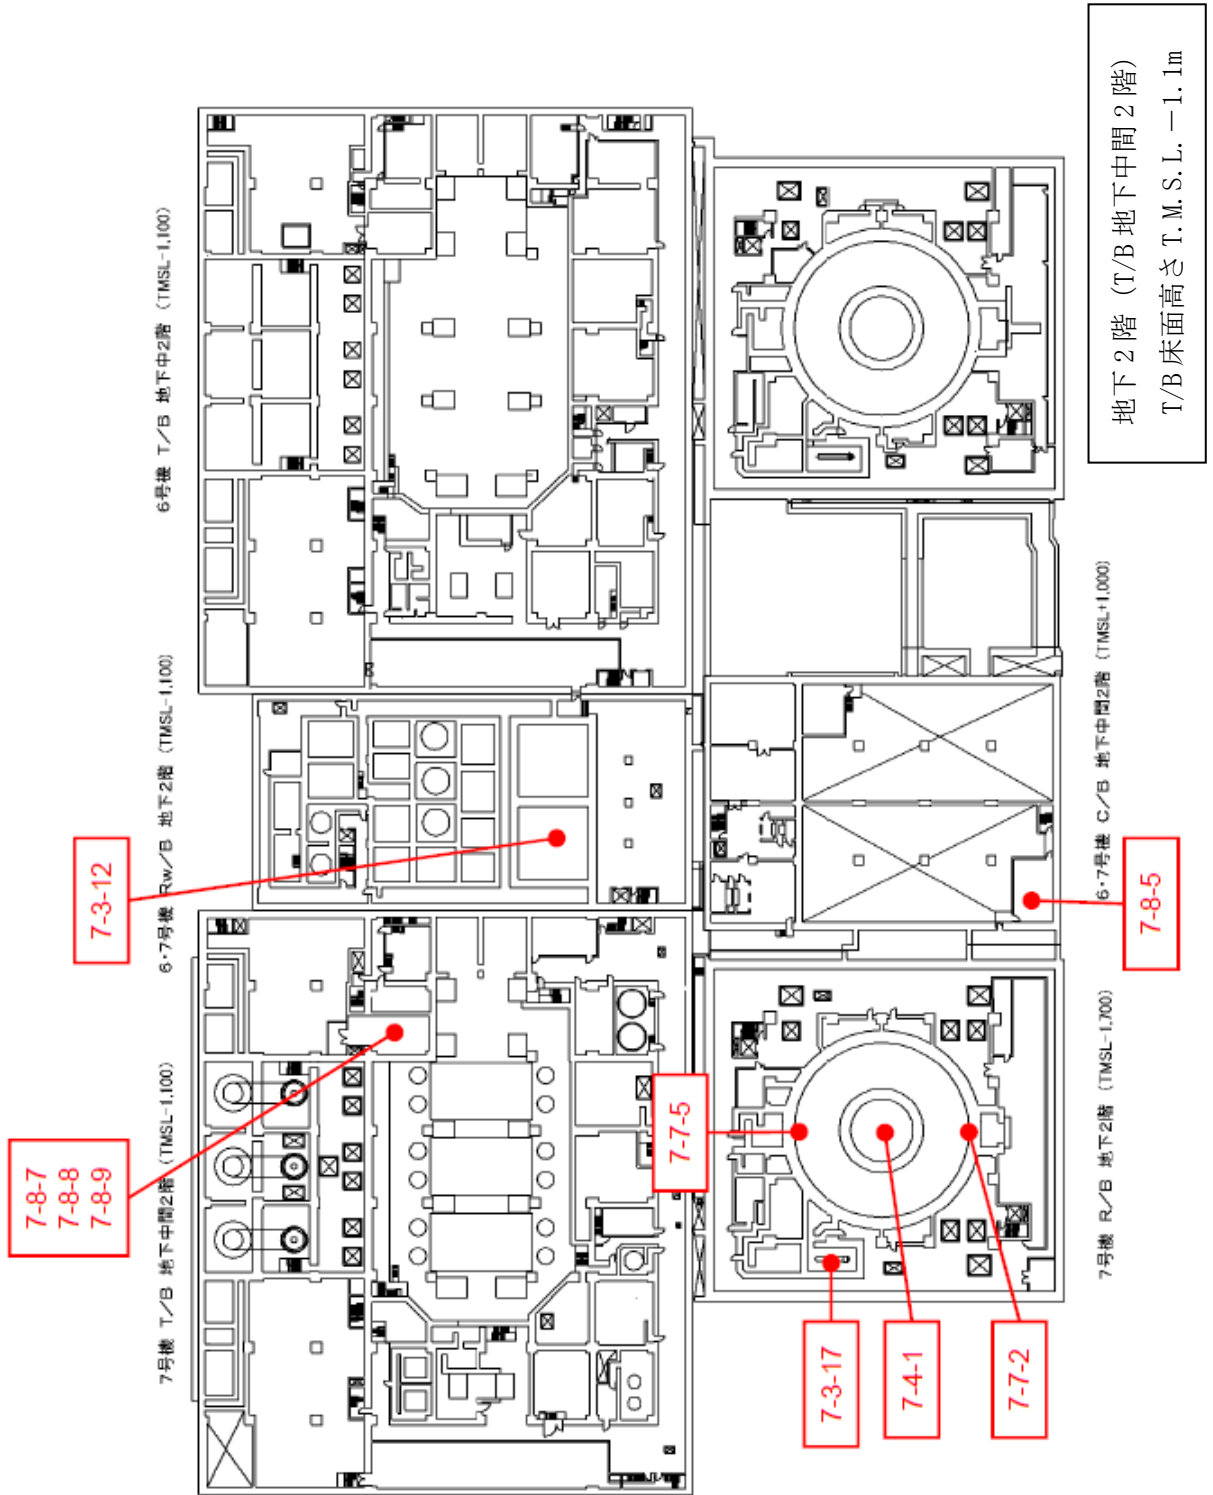 地下2階 (T/B 地下中間2階)
T/B 床面高さ T.M.S.L.－1.1m
6号機 T/B 地下中2階 (TMSL-1,100)
6･7号機 Rw/B 地下2階 (TMSL-1,100)
7号機 T/B 地下中間2階 (TMSL-1,100)
6･7号機 C/B 地下中間2階 (TMSL+1,000)
7号機 R/B 地下2階 (TMSL-1,700)
7-3-12
7-8-7
7-8-8
7-8-9
7-7-5
7-8-5
7-3-17
7-4-1
7-7-2